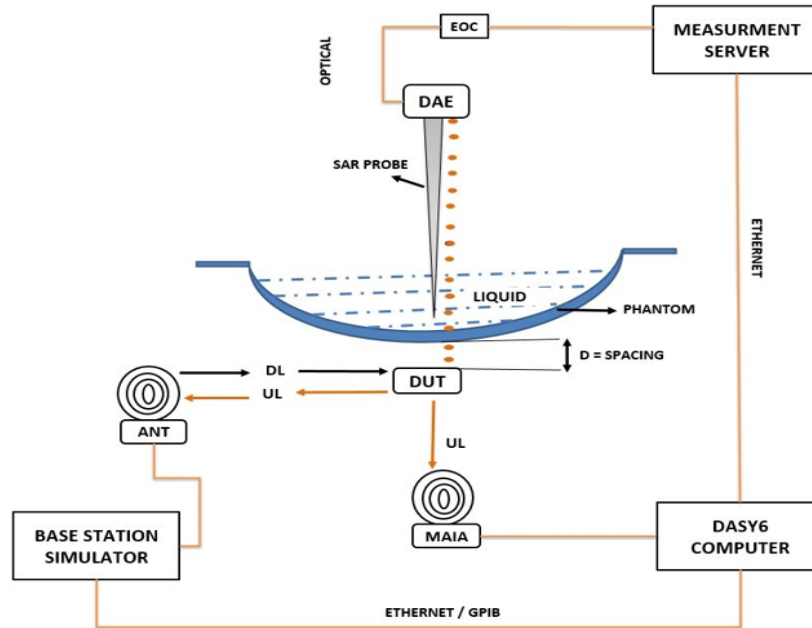 EOC
MEASURMENT
SERVER
OPTICAL
DAE
SAR PROBE
ETHERNET
LIQUID
PHANTOM
D = SPACING
DL
DUT
UL
ANT
UL
MAIA
BASE STATION
SIMULATOR
DASY6
COMPUTER
ETHERNET / GPIB